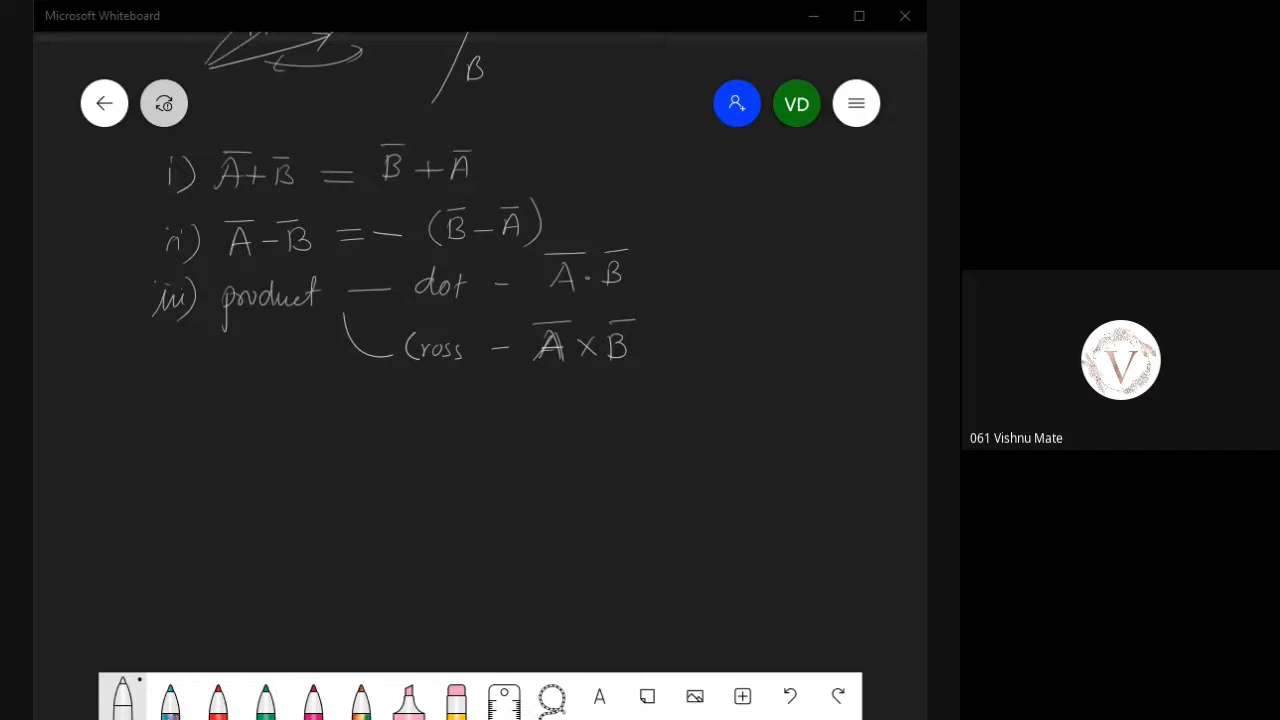 Microsoft Whiteboard
B
VD
i) A̅ + B̅ = B̅ + A̅
ii) A̅ - B̅ = - (B̅ - A̅)
iii) product — dot - A̅ · B̅
Cross - A̅ × B̅
V
061 Vishnu Mate
A